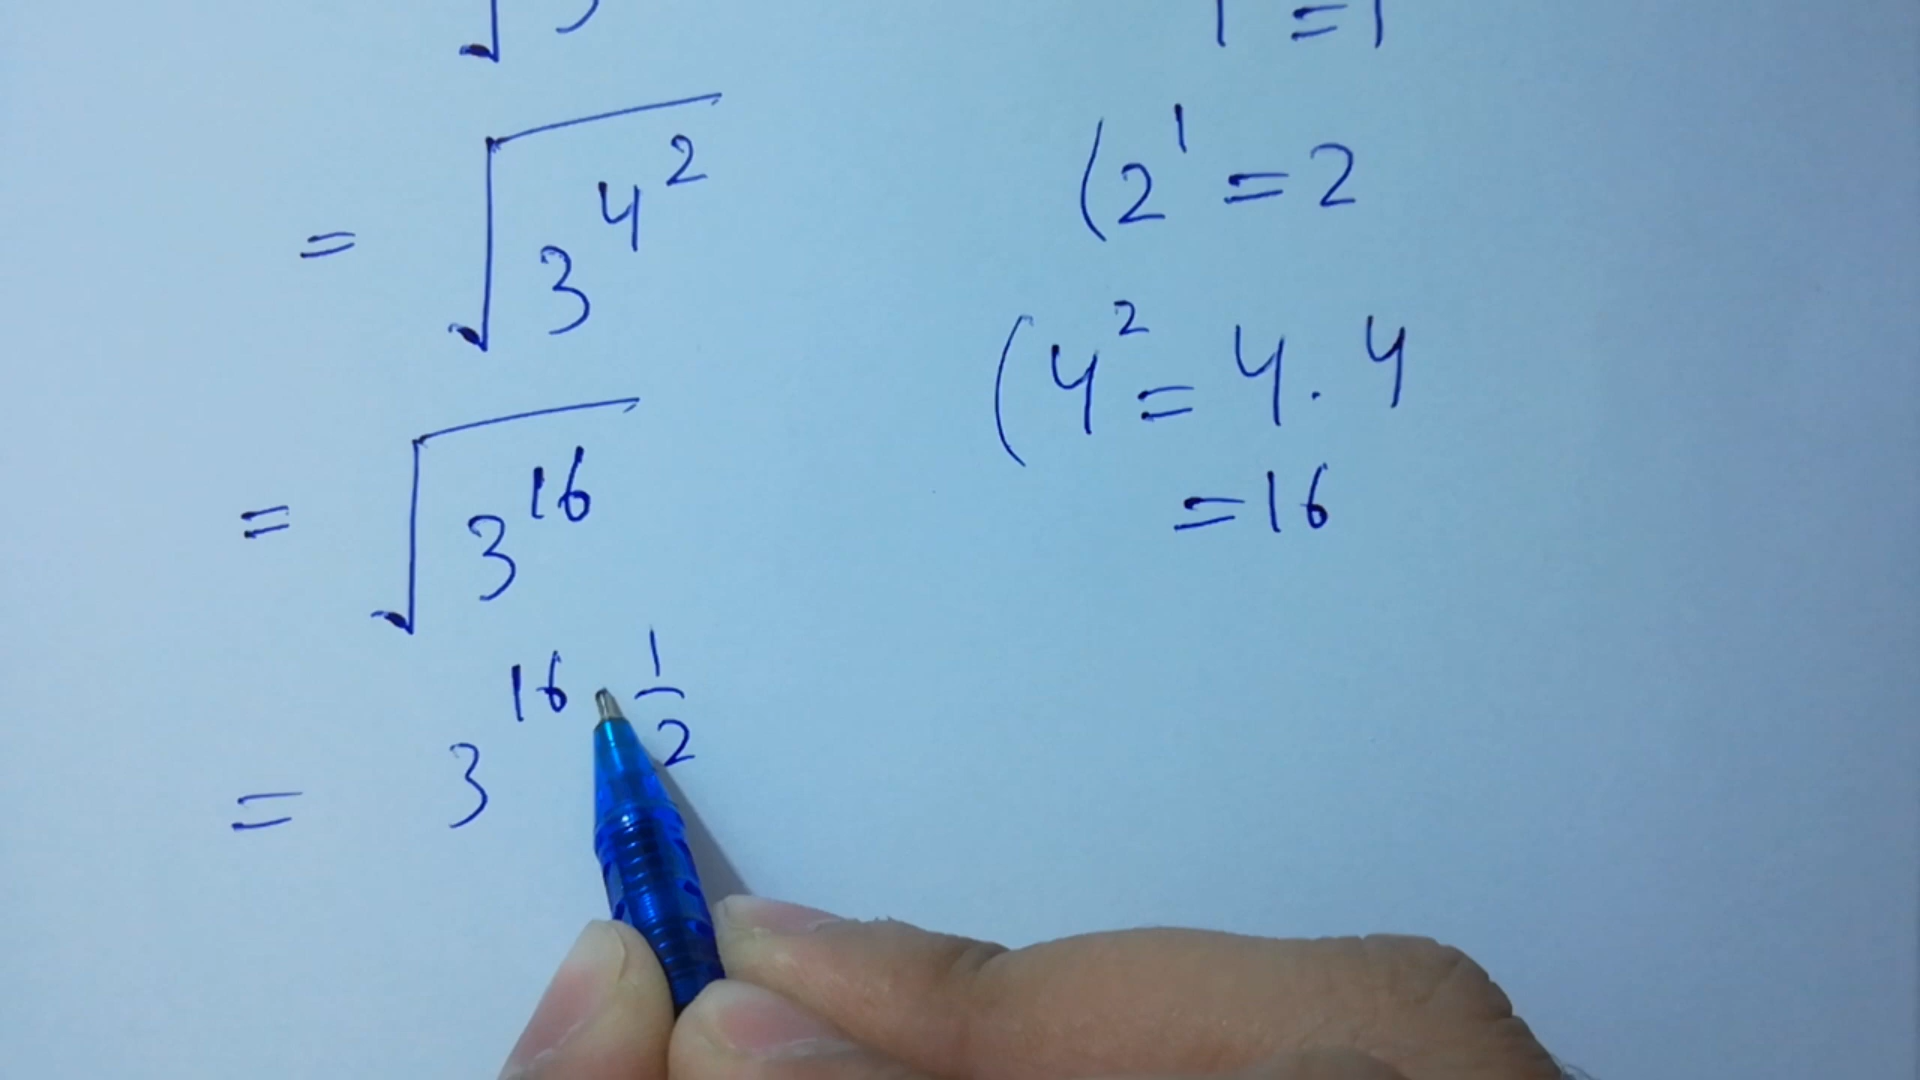 √3
1 = 1
= √3^4^2
(2^1 = 2
(4^2 = 4 . 4
= 16
= √3^16
= 3^16 · 1/2